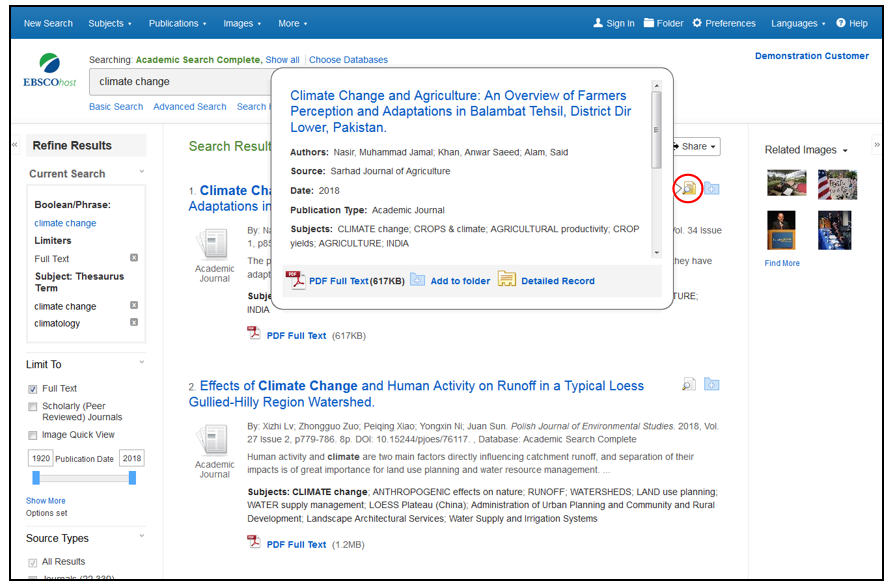 New Search Subjects Publications Images More Sign In Folder Preferences Languages Help
EBSCOhost
Searching: Academic Search Complete, Show all | Choose Databases
Demonstration Customer
climate change
Basic Search Advanced Search Search
Refine Results
Current Search
Boolean/Phrase:
climate change
Limiters
Full Text
Subject: Thesaurus
Term
climate change
climatology
Limit To
Full Text
Scholarly (Peer
Reviewed) Journals
Image Quick View
1920 Publication Date 2018
Show More
Options set
Source Types
All Results
Search Result
Share
Climate Change and Agriculture: An Overview of Farmers
Perception and Adaptations in Balambat Tehsil, District Dir
Lower, Pakistan.
Authors: Nasir, Muhammad Jamal; Khan, Anwar Saeed; Alam, Said
Source: Sarhad Journal of Agriculture
Date: 2018
Publication Type: Academic Journal
Subjects: CLIMATE change; CROPS & climate; AGRICULTURAL productivity; CROP
yields; AGRICULTURE; INDIA
PDF Full Text (617KB) Add to folder Detailed Record
1. Climate Cha
Adaptations in
By: Na
Vol. 34 Issue
1, p85
The p
they have
adapt
Academic
Journal
Subje
TURE;
INDIA
PDF Full Text (617KB)
2. Effects of Climate Change and Human Activity on Runoff in a Typical Loess
Gullied-Hilly Region Watershed.
By: Xizhi Lv; Zhongguo Zuo; Peiqing Xiao; Yongxin Ni; Juan Sun. Polish Journal of Environmental Studies. 2018, Vol.
27 Issue 2, p779-786. 8p. DOI: 10.15244/pjoes/76117. , Database: Academic Search Complete
Human activity and climate are two main factors directly influencing catchment runoff, and separation of their
impacts is of great importance for land use planning and water resource management. ...
Academic
Journal
Subjects: CLIMATE change; ANTHROPOGENIC effects on nature; RUNOFF; WATERSHEDS; LAND use planning;
WATER supply management; LOESS Plateau (China); Administration of Urban Planning and Community and Rural
Development; Landscape Architectural Services; Water Supply and Irrigation Systems
PDF Full Text (1.2MB)
Related Images
Find More